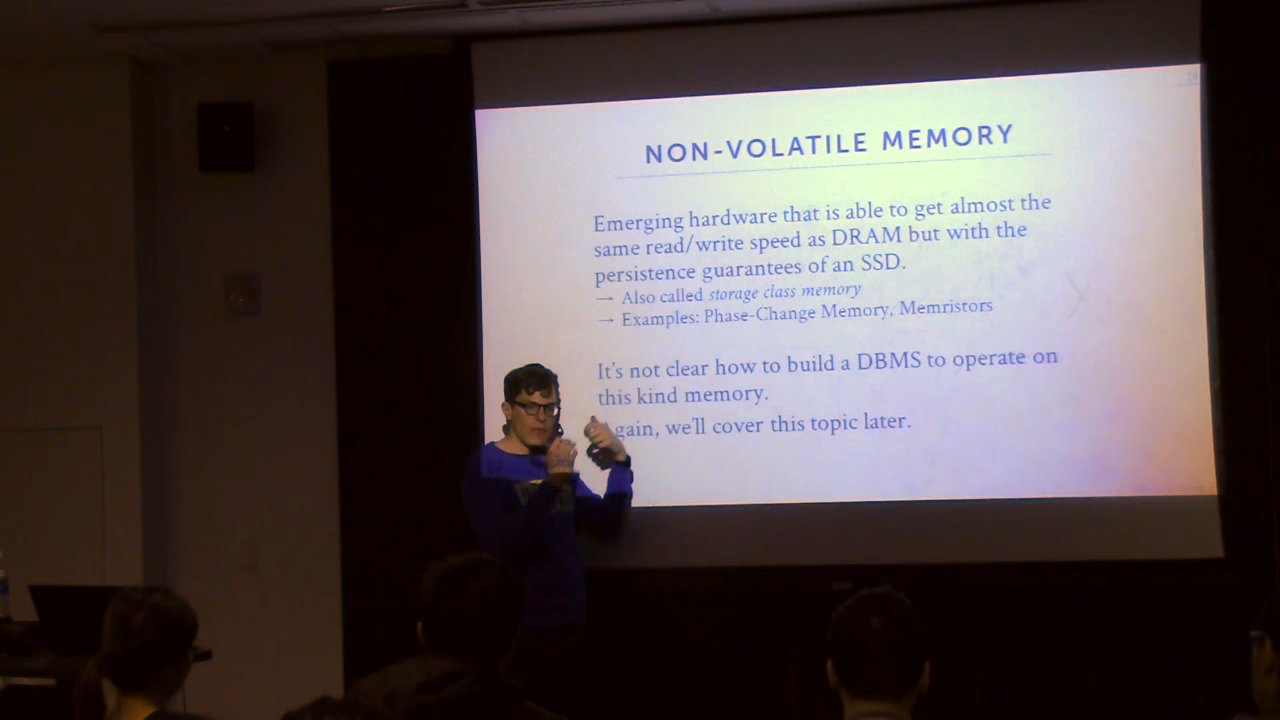 NON-VOLATILE MEMORY
Emerging hardware that is able to get almost the
same read/write speed as DRAM but with the
persistence guarantees of an SSD.
→ Also called storage class memory
→ Examples: Phase-Change Memory, Memristors
It's not clear how to build a DBMS to operate on
this kind memory.
gain, we'll cover this topic later.